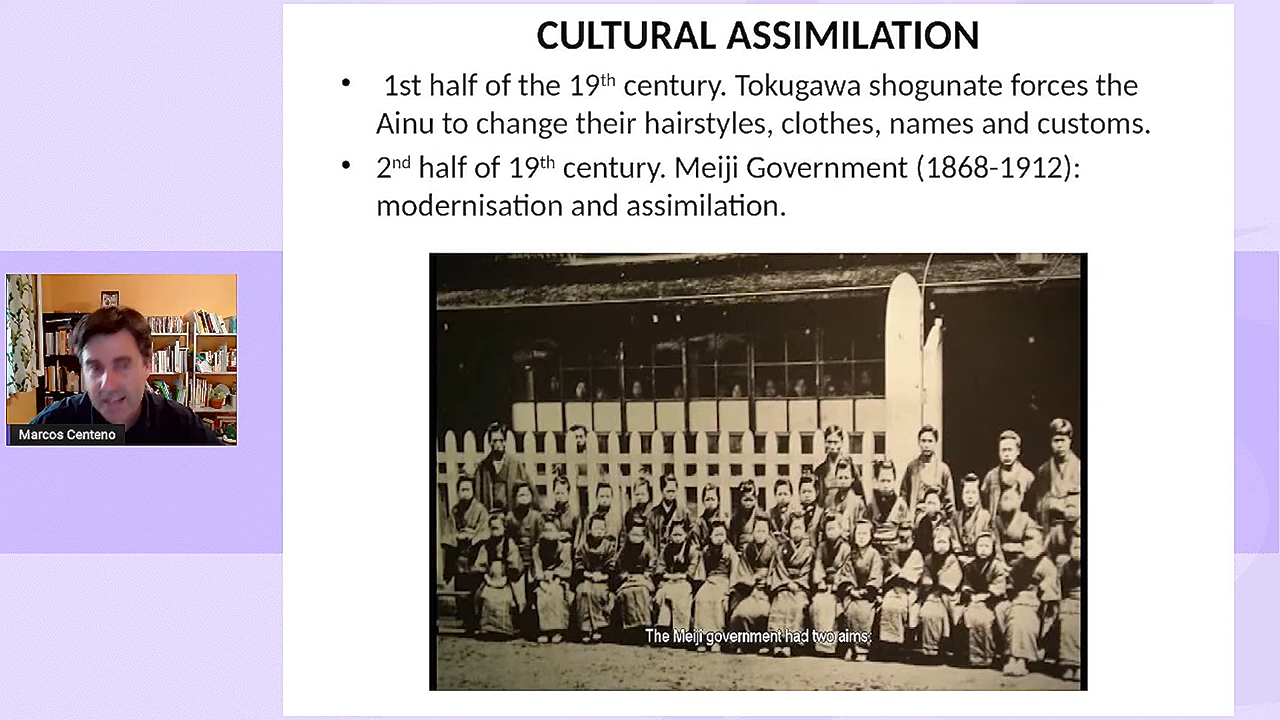 CULTURAL ASSIMILATION
• 1st half of the 19th century. Tokugawa shogunate forces the
Ainu to change their hairstyles, clothes, names and customs.
• 2nd half of 19th century. Meiji Government (1868-1912):
modernisation and assimilation.
Marcos Centeno
The Meiji government had two aims: